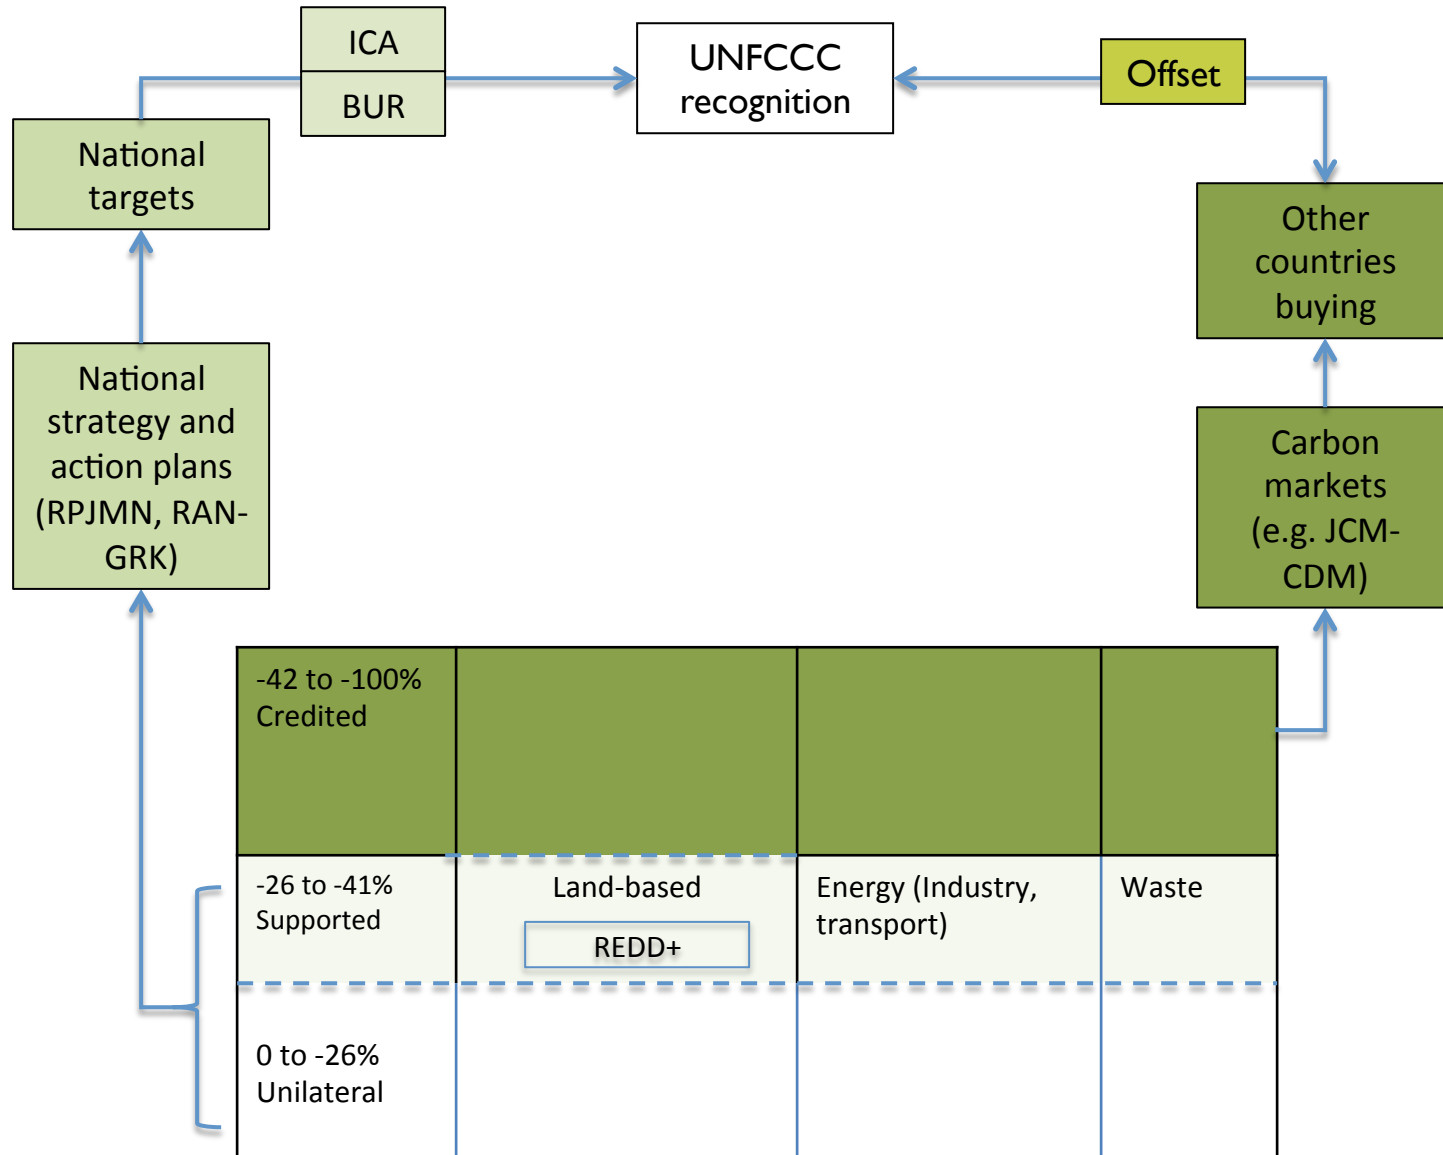 ICA
BUR
UNFCCC
recognition
Offset
National
targets
Other
countries
buying
National
strategy and
action plans
(RPJMN, RAN-
GRK)
Carbon
markets
(e.g. JCM-
CDM)
-42 to -100%
Credited
-26 to -41%
Supported
Land-based
REDD+
Energy (Industry,
transport)
Waste
0 to -26%
Unilateral